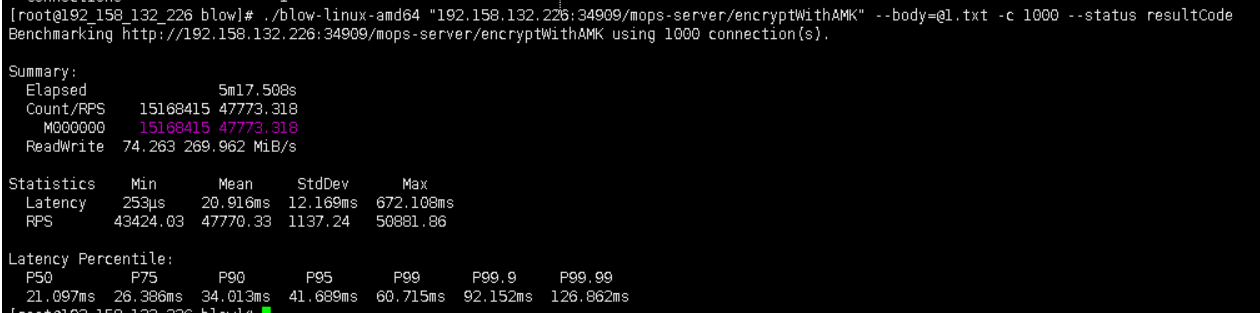 [root@192_158_132_226 blow]# ./blow-linux-amd64 "192.158.132.226:34909/mops-server/encryptWithAMK" --body=@1.txt -c 1000 --status resultCode
Benchmarking http://192.158.132.226:34909/mops-server/encryptWithAMK using 1000 connection(s).
Summary:
Elapsed 5m17.508s
Count/RPS 15168415 47773.318
M000000 15168415 47773.318
ReadWrite 74.263 269.962 MiB/s
Statistics Min Mean StdDev Max
Latency 253µs 20.916ms 12.169ms 672.108ms
RPS 43424.03 47770.33 1137.24 50881.86
Latency Percentile:
P50 P75 P90 P95 P99 P99.9 P99.99
21.097ms 26.386ms 34.013ms 41.689ms 60.715ms 92.152ms 126.862ms